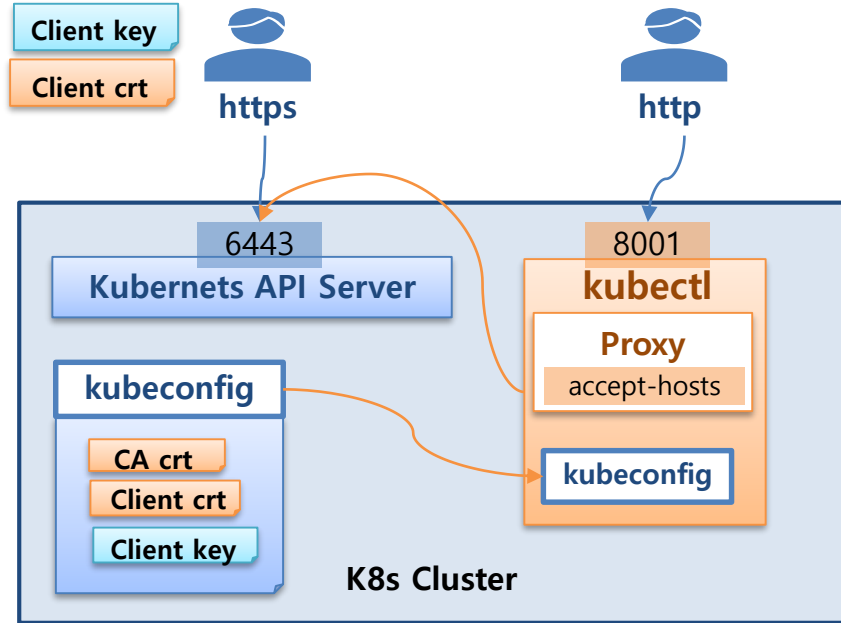 Client key
Client crt
https
http
6443
8001
Kubernets API Server
kubectl
Proxy
accept-hosts
kubeconfig
kubeconfig
CA crt
Client crt
Client key
K8s Cluster